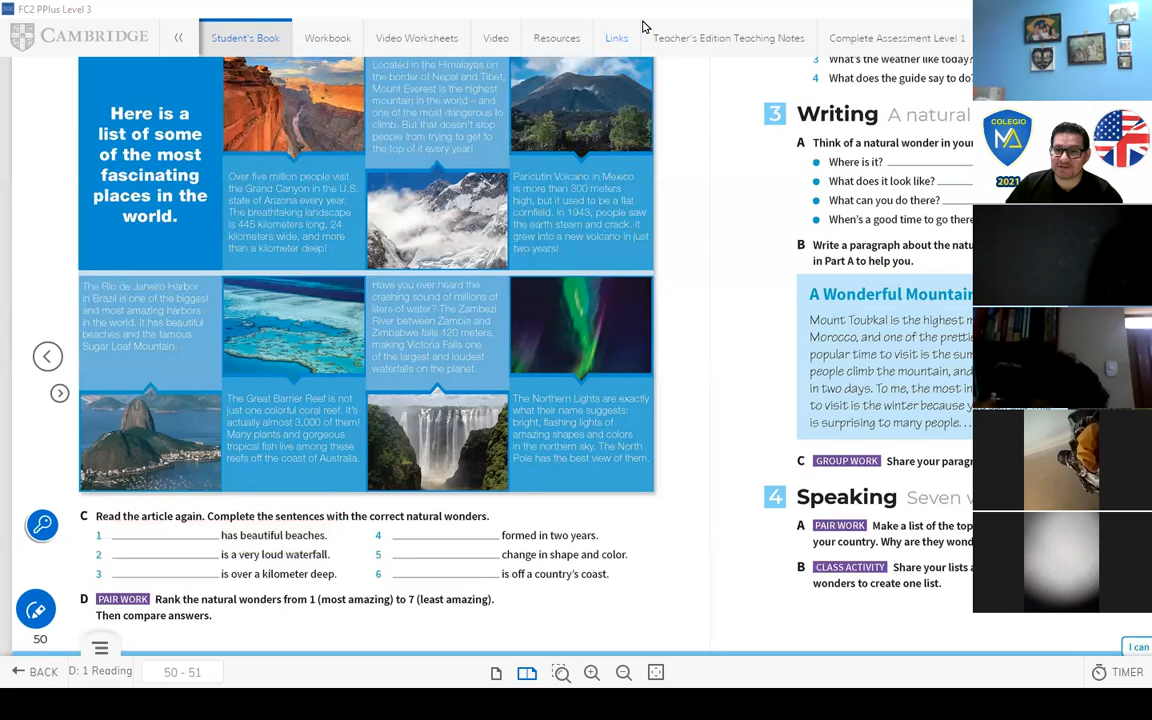 FC2 PPlus Level 3
CAMBRIDGE
Student's Book
Workbook
Video Worksheets
Video
Resources
Links
Teacher's Edition Teaching Notes
Complete Assessment Level 1
Here is a
list of some
of the most
fascinating
places in the
world.
Over five million people visit
the Grand Canyon in the U.S.
state of Arizona every year.
The breathtaking landscape
is 445 kilometers long, 24
kilometers wide, and more
than a kilometer deep!
Located in the Himalayas on
the border of Nepal and Tibet,
Mount Everest is the highest
mountain in the world – and
one of the most dangerous to
climb. But that doesn't stop
people from trying to get to
the top of it every year!
Paricutin Volcano in Mexico
is more than 300 meters
high, but it used to be a flat
cornfield. In 1943, people saw
the earth steam and crack. It
grew into a new volcano in just
two years!
The Rio de Janeiro Harbor
in Brazil is one of the biggest
and most amazing harbors
in the world. It has beautiful
beaches and the famous
Sugar Loaf Mountain.
The Great Barrier Reef is not
just one colorful coral reef. It's
actually almost 3,000 of them!
Many plants and gorgeous
tropical fish live among these
reefs off the coast of Australia.
Have you ever heard the
crashing sound of millions of
liters of water? The Zambezi
River between Zambia and
Zimbabwe falls 120 meters,
making Victoria Falls one
of the largest and loudest
waterfalls on the planet.
The Northern Lights are exactly
what their name suggests:
bright, flashing lights of
amazing shapes and colors
in the northern sky. The North
Pole has the best view of them.
C Read the article again. Complete the sentences with the correct natural wonders.
1 ____________ has beautiful beaches.
2 ____________ is a very loud waterfall.
3 ____________ is over a kilometer deep.
4 ____________ formed in two years.
5 ____________ change in shape and color.
6 ____________ is off a country's coast.
D PAIR WORK Rank the natural wonders from 1 (most amazing) to 7 (least amazing).
Then compare answers.
50
3 What's the weather like today?
4 What does the guide say to do
3 Writing A natural
A Think of a natural wonder in your
Where is it? ____________
What does it look like? ____________
What can you do there? ____________
When's a good time to go there
B Write a paragraph about the natu
in Part A to help you.
A Wonderful Mountain
Mount Toubkal is the highest m
Morocco, and one of the prettie
popular time to visit is the sum
people climb the mountain, and
in two days. To me, the most in
to visit is the winter because y
is surprising to many people. . .
C GROUP WORK Share your parag
4 Speaking Seven w
A PAIR WORK Make a list of the top
your country. Why are they wond
B CLASS ACTIVITY Share your lists a
wonders to create one list.
I can
COLEGIO
MA
2021
BACK
D: 1 Reading
50 - 51
TIMER